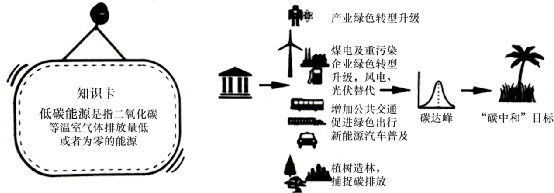 知识卡
低碳能源是指二氧化碳
等温室气体排放量低
或者为零的能源
产业绿色转型升级
煤电及重污染
企业绿色转型
升级，风电、
光伏替代
增加公共交通
促进绿色出行
新能源汽车普及
植树造林，
捕捉碳排放
碳达峰
“碳中和”目标